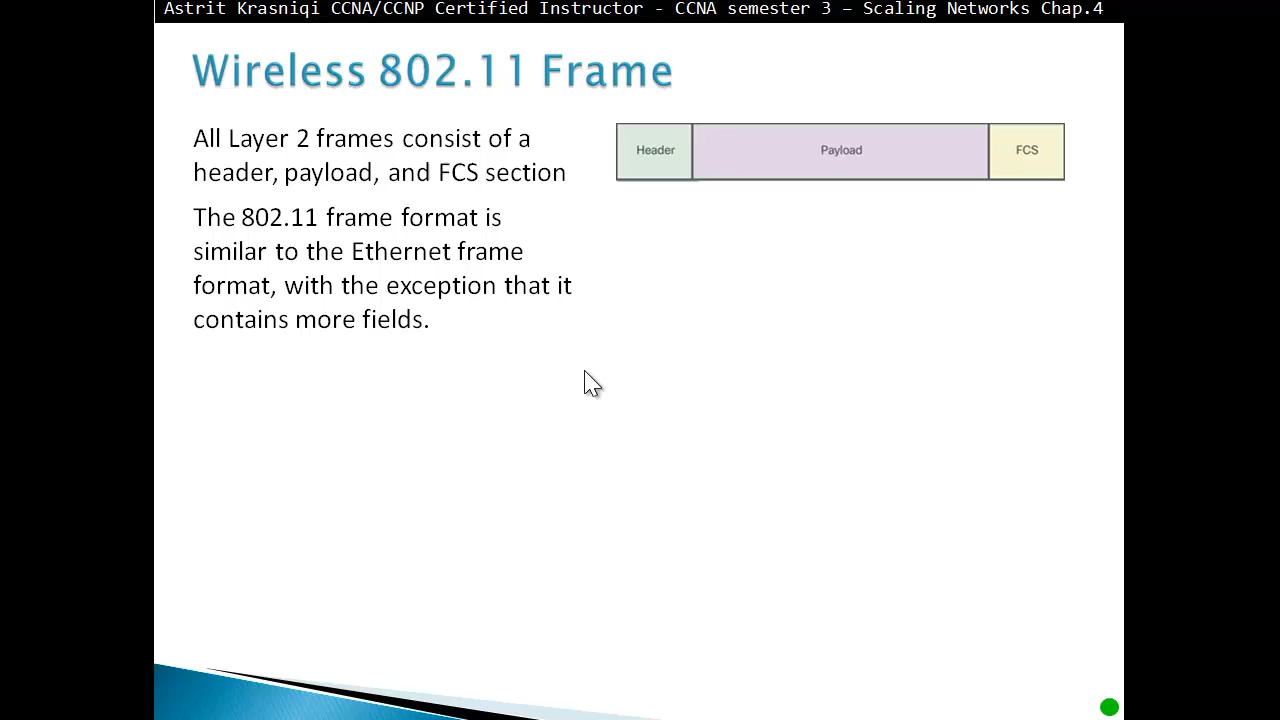 Astrit Krasniqi CCNA/CCNP Certified Instructor - CCNA semester 3 – Scaling Networks Chap.4
Wireless 802.11 Frame
All Layer 2 frames consist of a
header, payload, and FCS section
The 802.11 frame format is
similar to the Ethernet frame
format, with the exception that it
contains more fields.
Header Payload FCS